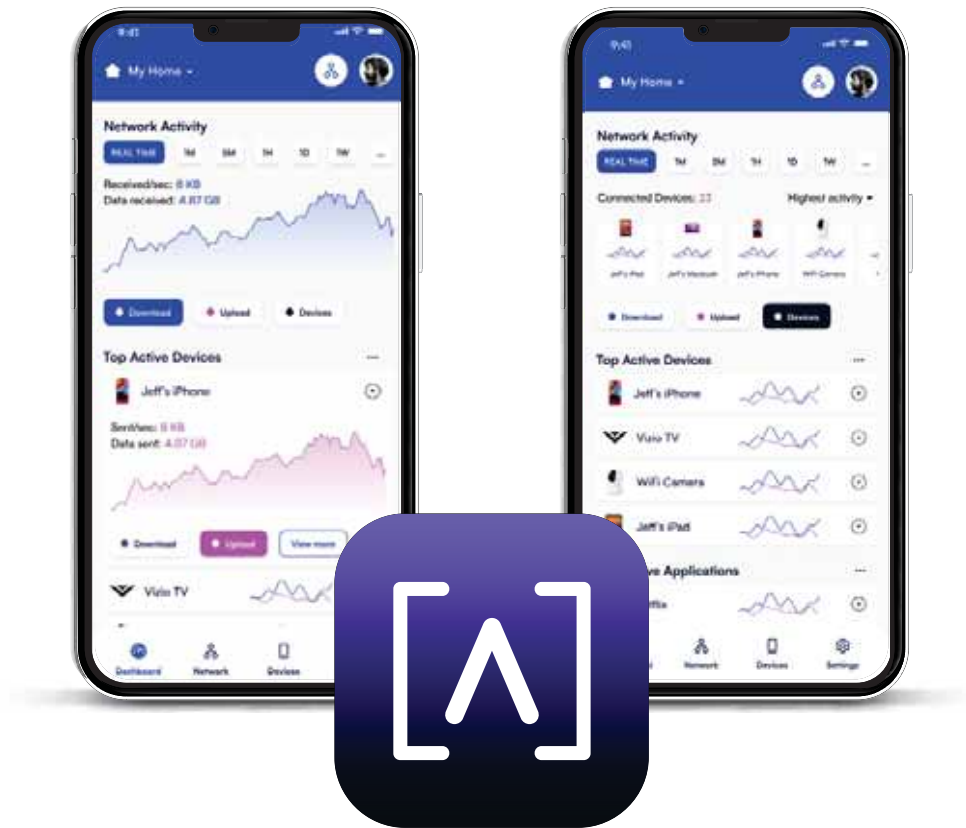 9:41
My Home
Network Activity
REAL TIME 1M 5M 1H 1D 1W ...
Received/sec: 8 KB
Data received: 4.87 GB
Download Upload Devices
Top Active Devices ...
Jeff's iPhone
Sent/sec: 8 KB
Data sent: 4.07 GB
Download Upload View more
Vizio TV
Dashboard Network Devices
9:41
My Home
Network Activity
REAL TIME 1M 5M 1H 1D 1W ...
Connected Devices: 23 Highest activity
Jeff's iPad Jeff's Macbook Jeff's iPhone WiFi Camera
Download Upload Devices
Top Active Devices ...
Jeff's iPhone
Vizio TV
WiFi Camera
Jeff's iPad
ve Applications ...
flix
Network Devices Settings
[Λ]